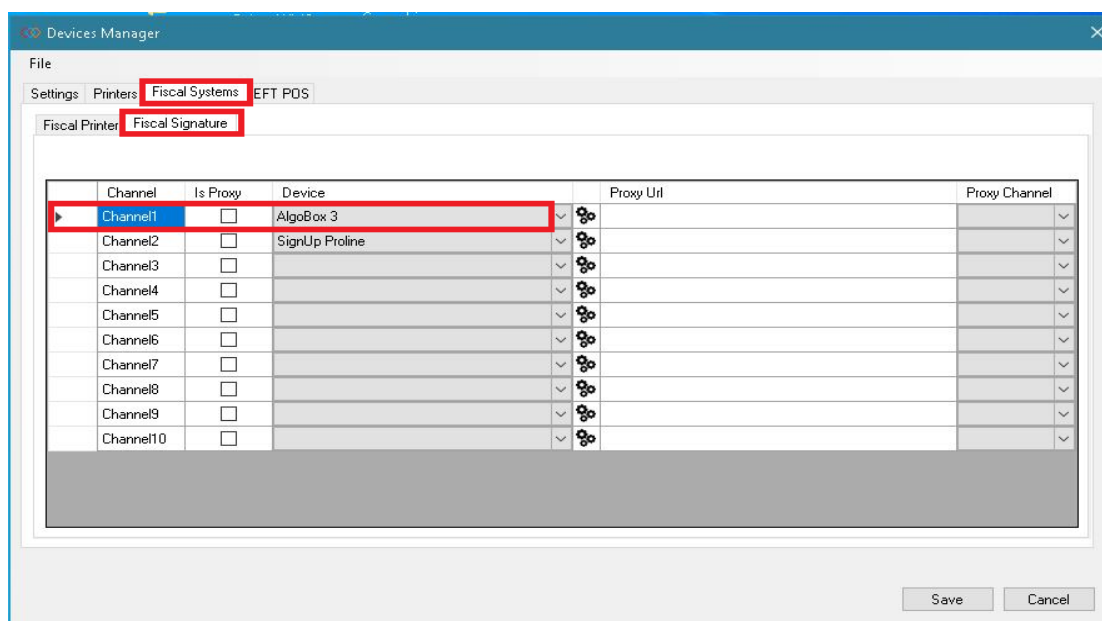 Devices Manager
File
Settings Printers Fiscal Systems EFT POS
Fiscal Printer Fiscal Signature
Channel Is Proxy Device Proxy Url Proxy Channel
Channel1 AlgoBox 3
Channel2 SignUp Proline
Channel3
Channel4
Channel5
Channel6
Channel7
Channel8
Channel9
Channel10
Save Cancel